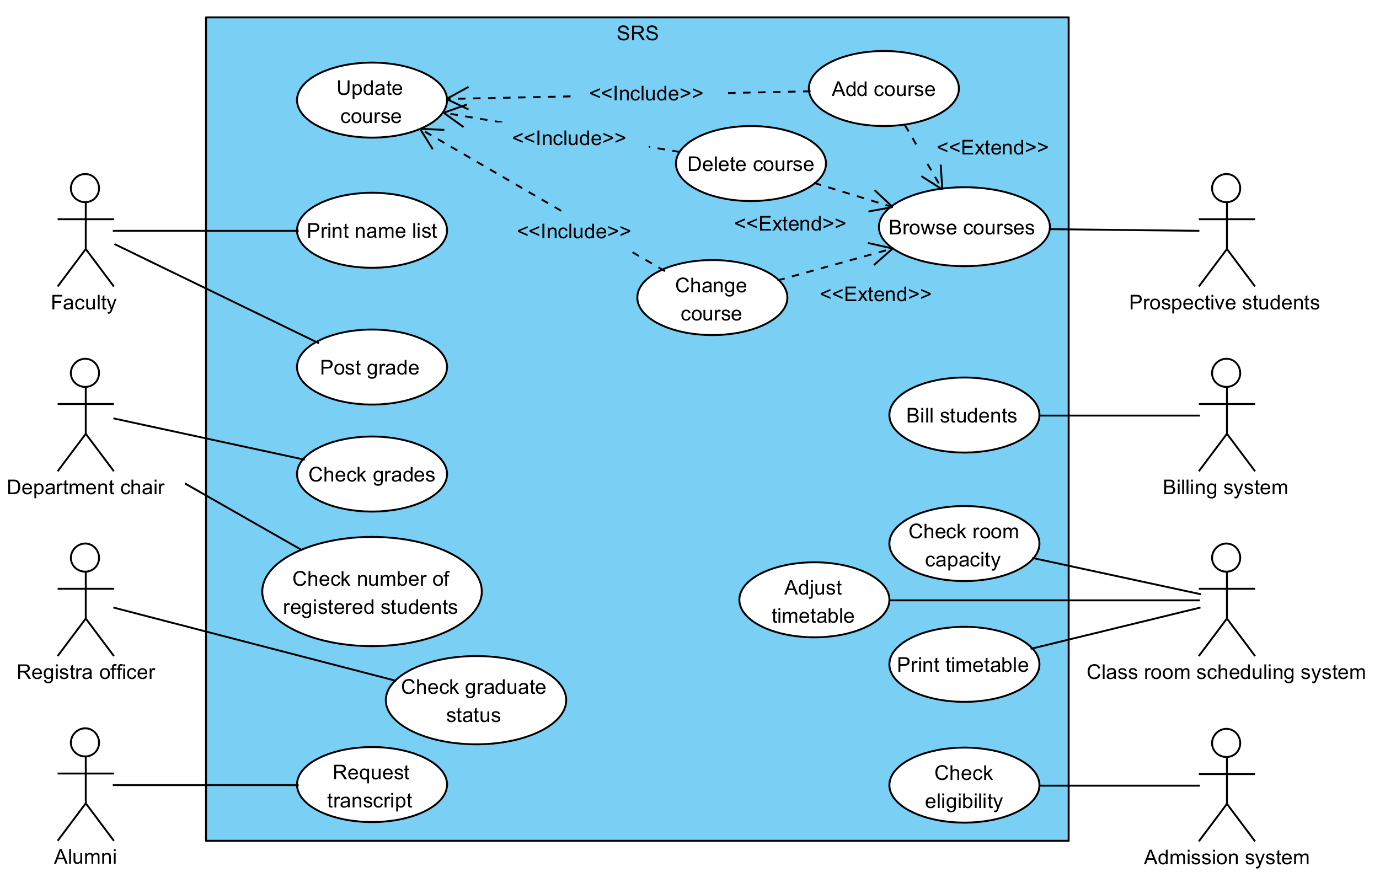 SRS
Update
course
<<Include>>
Add course
<<Include>>
<<Extend>>
Delete course
Print name list
<<Include>>
<<Extend>>
Browse courses
Change
course
<<Extend>>
Faculty
Prospective students
Post grade
Bill students
Check grades
Department chair
Billing system
Check room
capacity
Check number of
registered students
Adjust
timetable
Print timetable
Registra officer
Class room scheduling system
Check graduate
status
Request
transcript
Check
eligibility
Alumni
Admission system